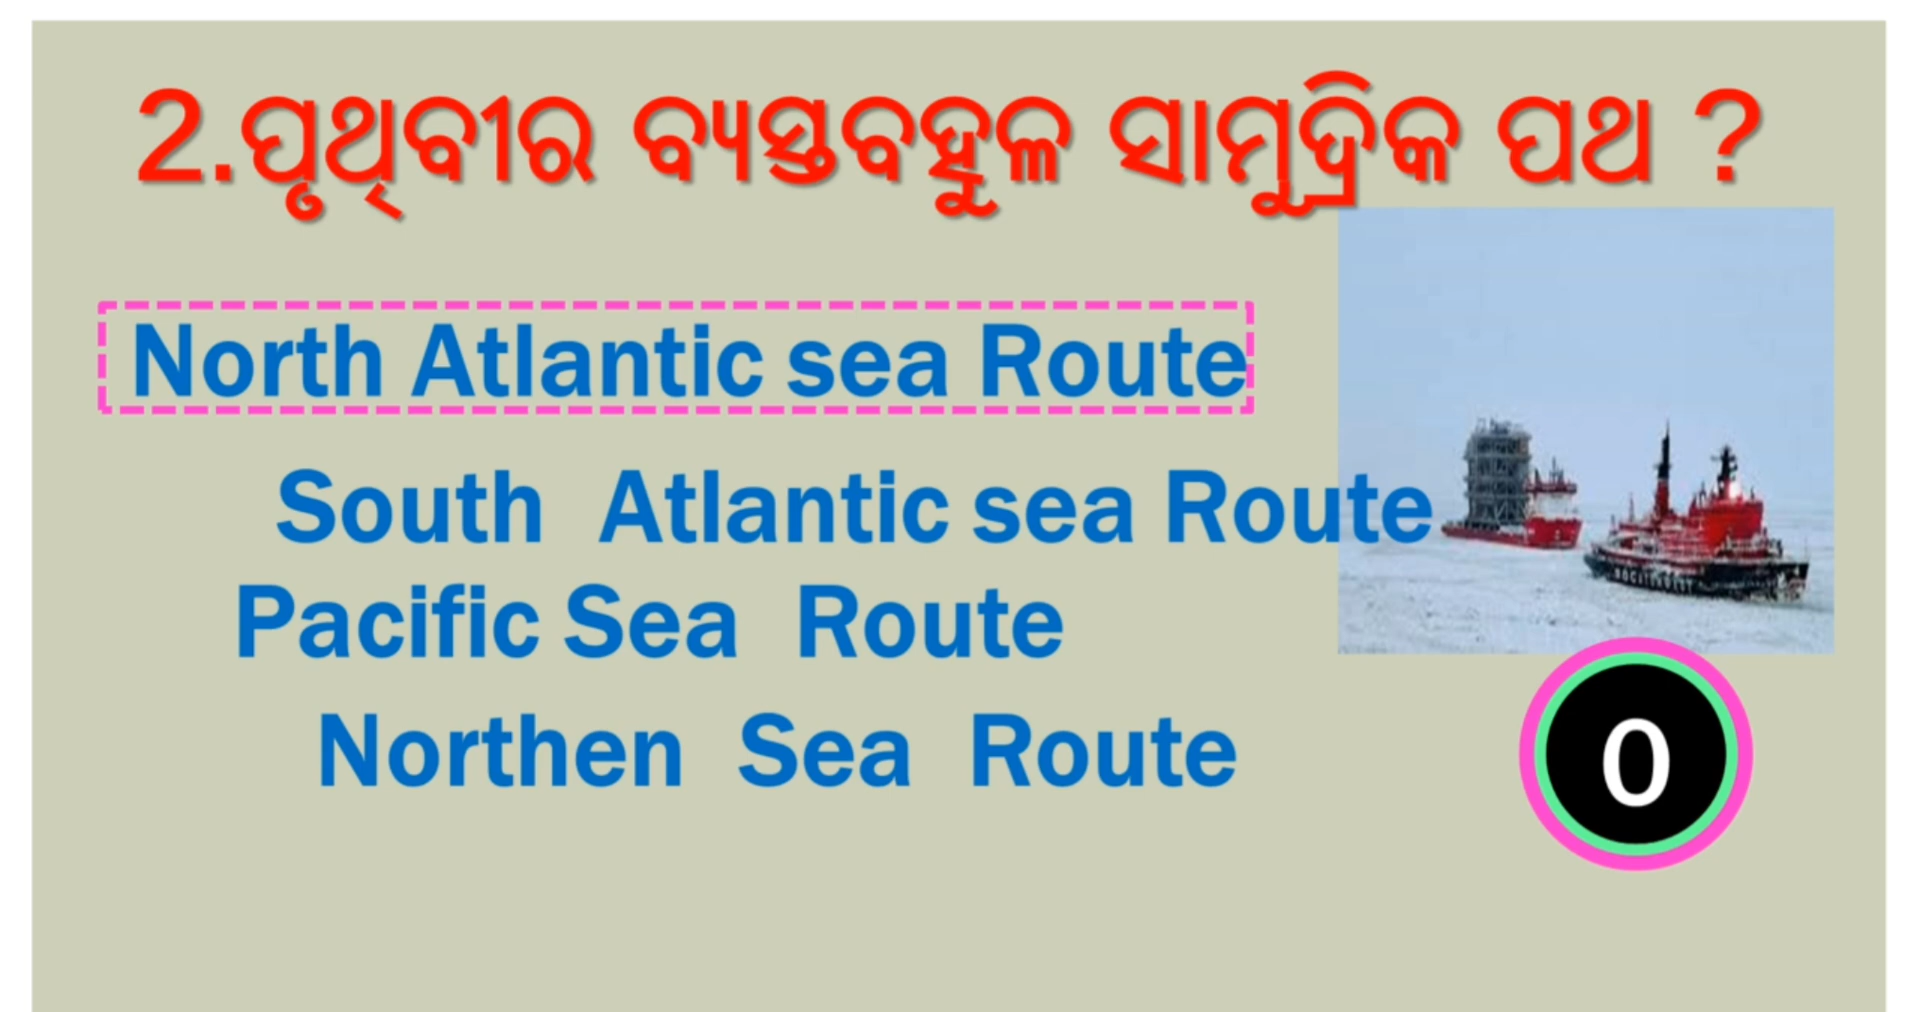 2.ପୃଥିବୀର ବ୍ୟସ୍ତବହୁଳ ସାମୁଦ୍ରିକ ପଥ ?
North Atlantic sea Route
South Atlantic sea Route
Pacific Sea Route
Northen Sea Route
0